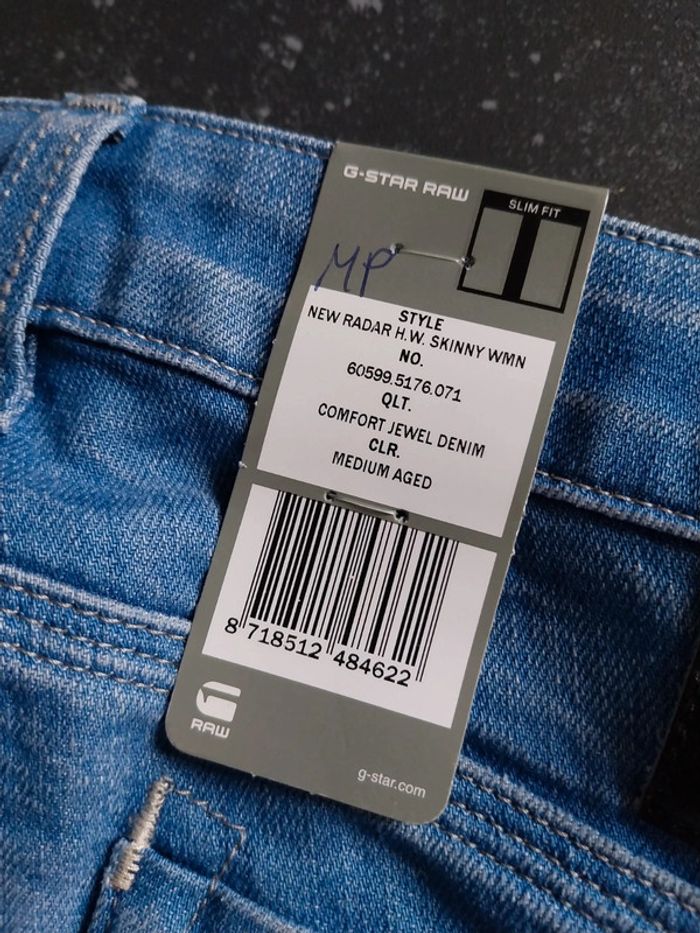 G-STAR RAW
SLIM FIT
MP
STYLE
NEW RADAR H.W. SKINNY WMN
NO.
60599.5176.071
QLT.
COMFORT JEWEL DENIM
CLR.
MEDIUM AGED
8 718512 484622
RAW
g-star.com